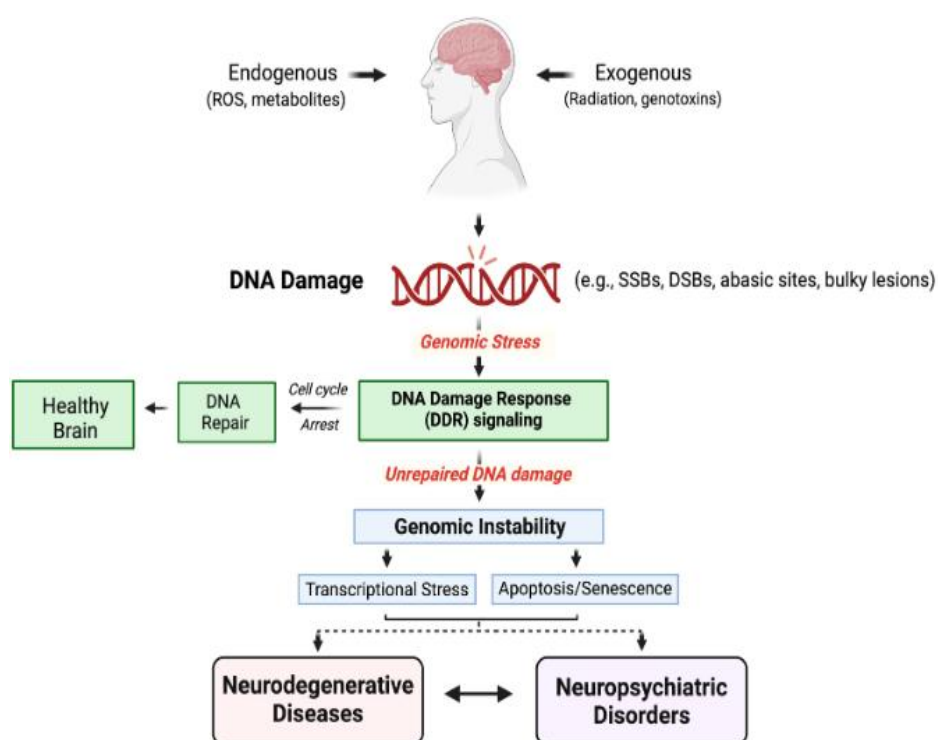 Endogenous
(ROS, metabolites)
Exogenous
(Radiation, genotoxins)
DNA Damage
(e.g., SSBs, DSBs, abasic sites, bulky lesions)
Genomic Stress
Healthy
Brain
DNA
Repair
Cell cycle
Arrest
DNA Damage Response
(DDR) signaling
Unrepaired DNA damage
Genomic Instability
Transcriptional Stress
Apoptosis/Senescence
Neurodegenerative
Diseases
Neuropsychiatric
Disorders